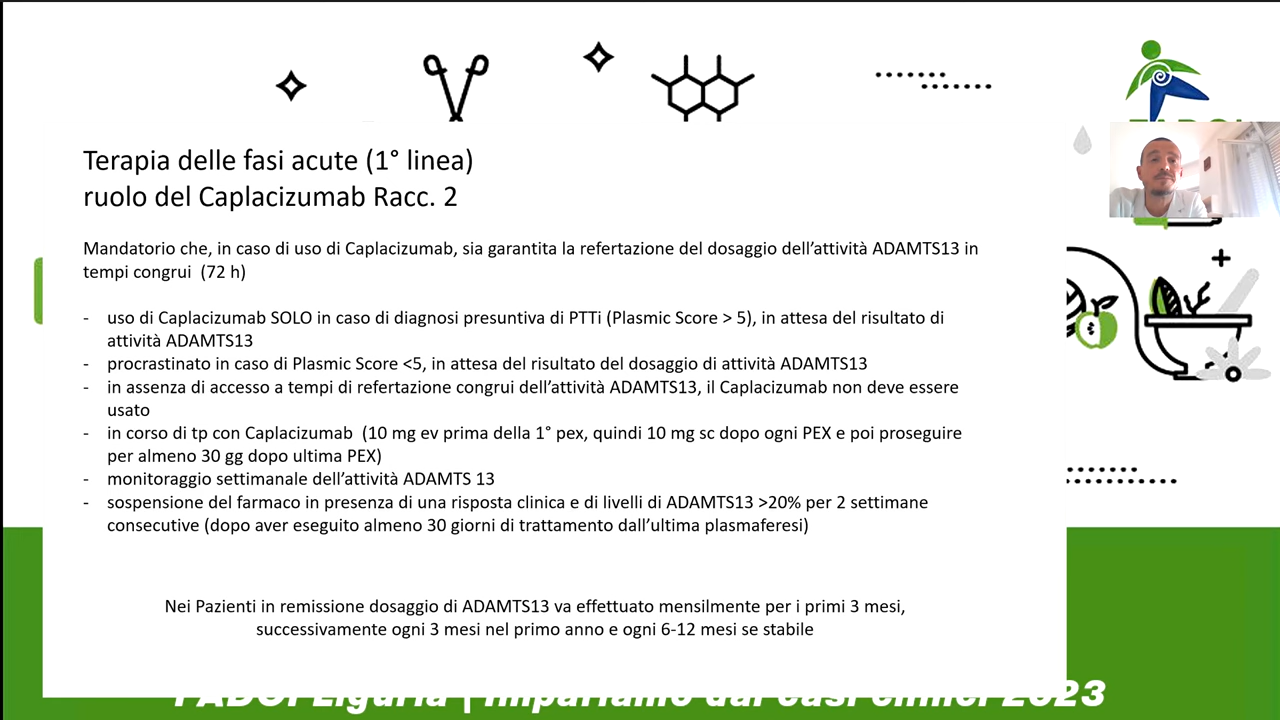 Terapia delle fasi acute (1° linea)
ruolo del Caplacizumab Racc. 2
Mandatorio che, in caso di uso di Caplacizumab, sia garantita la refertazione del dosaggio dell’attività ADAMTS13 in
tempi congrui (72 h)
- uso di Caplacizumab SOLO in caso di diagnosi presuntiva di PTTi (Plasmic Score > 5), in attesa del risultato di
attività ADAMTS13
- procrastinato in caso di Plasmic Score <5, in attesa del risultato del dosaggio di attività ADAMTS13
- in assenza di accesso a tempi di refertazione congrui dell’attività ADAMTS13, il Caplacizumab non deve essere
usato
- in corso di tp con Caplacizumab (10 mg ev prima della 1° pex, quindi 10 mg sc dopo ogni PEX e poi proseguire
per almeno 30 gg dopo ultima PEX)
- monitoraggio settimanale dell’attività ADAMTS 13
- sospensione del farmaco in presenza di una risposta clinica e di livelli di ADAMTS13 >20% per 2 settimane
consecutive (dopo aver eseguito almeno 30 giorni di trattamento dall’ultima plasmaferesi)
Nei Pazienti in remissione dosaggio di ADAMTS13 va effettuato mensilmente per i primi 3 mesi,
successivamente ogni 3 mesi nel primo anno e ogni 6-12 mesi se stabile
FADOI Liguria | Impariamo dai casi clinici 2023